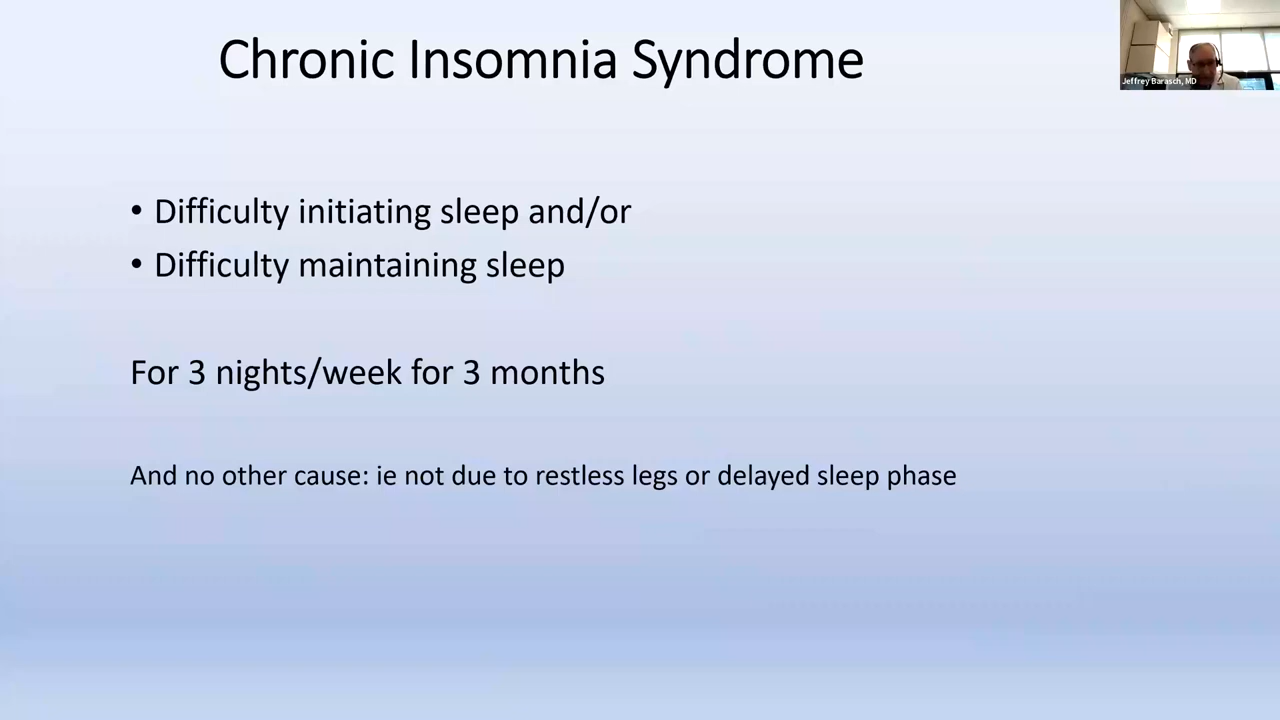 Chronic Insomnia Syndrome
Jeffrey Barasch, MD
• Difficulty initiating sleep and/or
• Difficulty maintaining sleep
For 3 nights/week for 3 months
And no other cause: ie not due to restless legs or delayed sleep phase